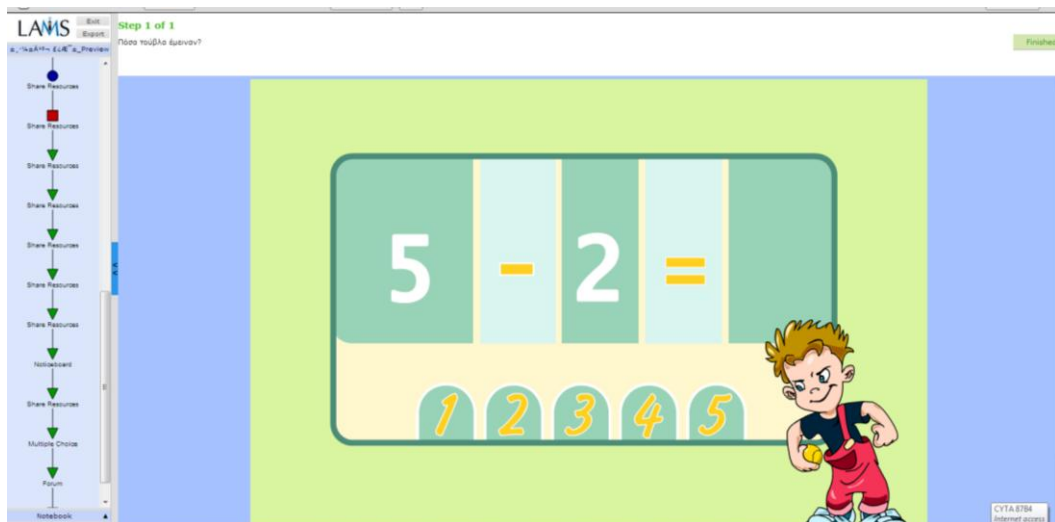 LAMS
Exit
Export
Step 1 of 1
Πόσα τούβλα έμειναν?
Finished
Share Resources
Share Resources
Share Resources
Share Resources
Share Resources
Share Resources
Share Resources
Noticeboard
Share Resources
Multiple Choice
Forum
Notebook
5 - 2 =
1 2 3 4 5
CYTA 8784
Internet access